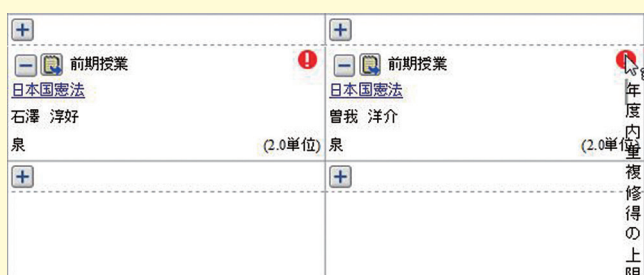 前期授業
日本国憲法
石澤 淳好
泉 (2.0単位)
前期授業
日本国憲法
曽我 洋介
泉 (2.0単位)
年度内重複修得の上限